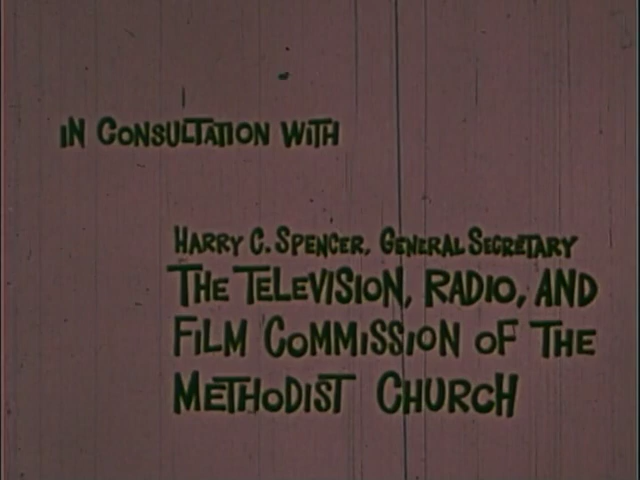 IN CONSULTATION WITH
HARRY C. SPENCER, GENERAL SECRETARY
THE TELEVISION, RADIO, AND
FILM COMMISSION OF THE
METHODIST CHURCH